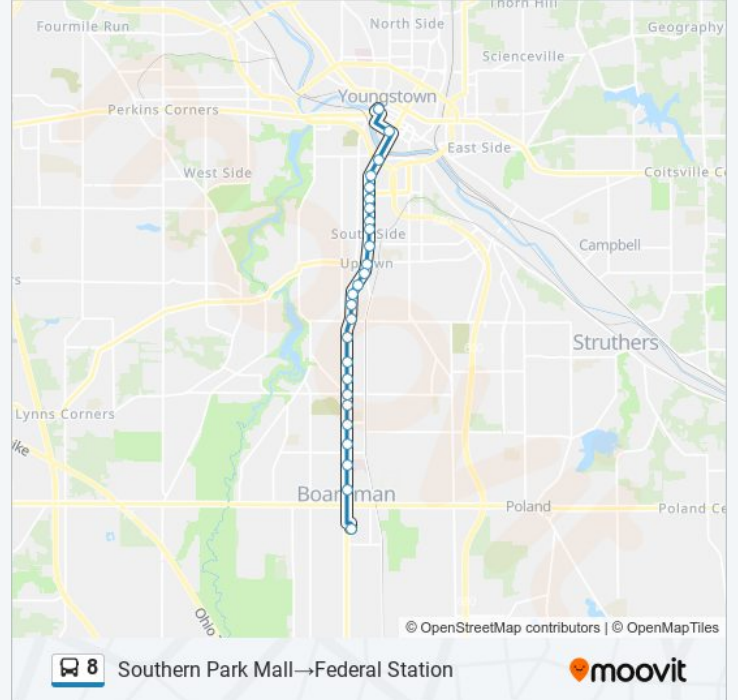 Thorn Hill
Fourmile Run
North Side
Geography
Scienceville
Youngstown
Perkins Corners
East Side
West Side
Coitsville C
South Side
Campbell
Uptown
s
Struthers
Lynns Corners
ike
Boardman
Poland
Poland Ce
Ohio
© OpenStreetMap contributors | © OpenMapTiles
8 Southern Park Mall→Federal Station
moovit